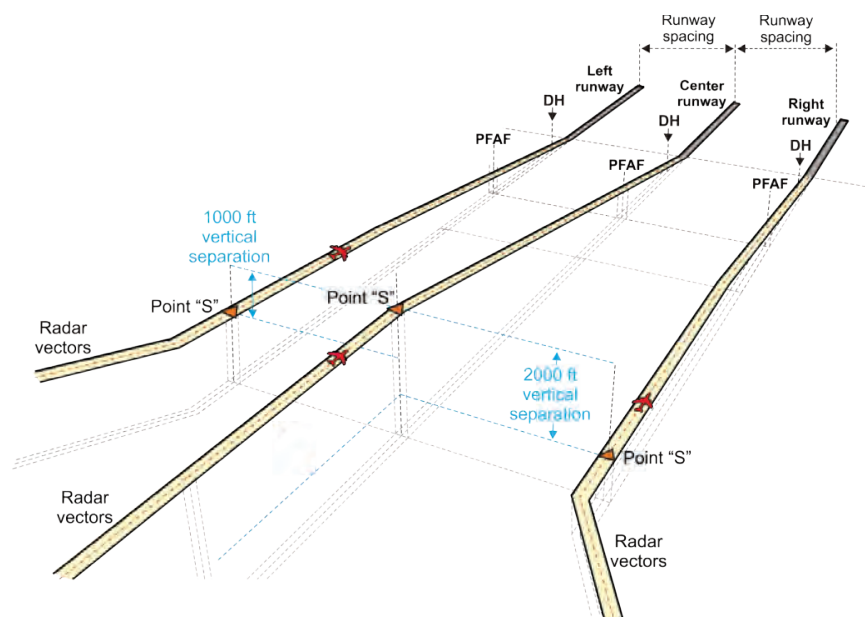 Runway
spacing
Runway
spacing
Left
runway
Center
runway
Right
runway
DH
DH
DH
PFAF
PFAF
PFAF
1000 ft
vertical
separation
Point “S”
Point “S”
2000 ft
vertical
separation
Point “S”
Radar
vectors
Radar
vectors
Radar
vectors